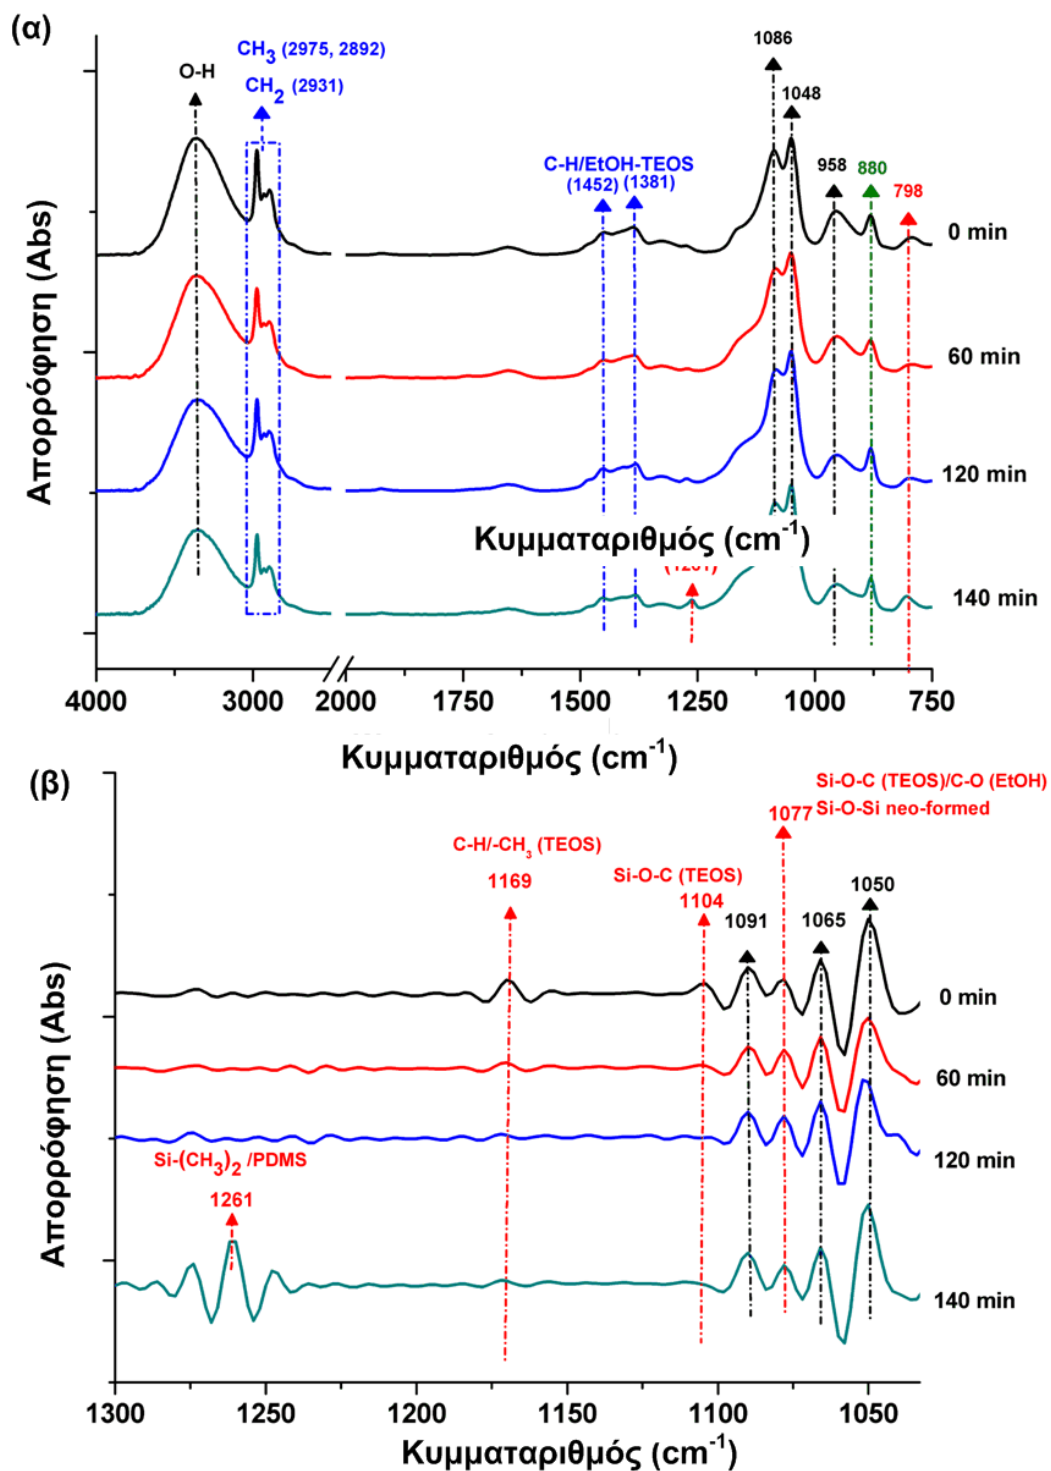 (α)
CH3 (2975, 2892)
CH2 (2931)
O-H
C-H/EtOH-TEOS
(1452) (1381)
1086
1048
958
880
798
0 min
60 min
120 min
140 min
Απορρόφηση (Abs)
Κυμματαριθμός (cm-1)
4000 3000 2000 1750 1500 1250 1000 750
Κυμματαριθμός (cm-1)
(β)
Si-O-C (TEOS)/C-O (EtOH)
Si-O-Si neo-formed
1077
C-H/-CH3 (TEOS)
1169
Si-O-C (TEOS)
1104
1091
1065
1050
0 min
60 min
120 min
140 min
Si-(CH3)2 /PDMS
1261
Απορρόφηση (Abs)
1300 1250 1200 1150 1100 1050
Κυμματαριθμός (cm-1)